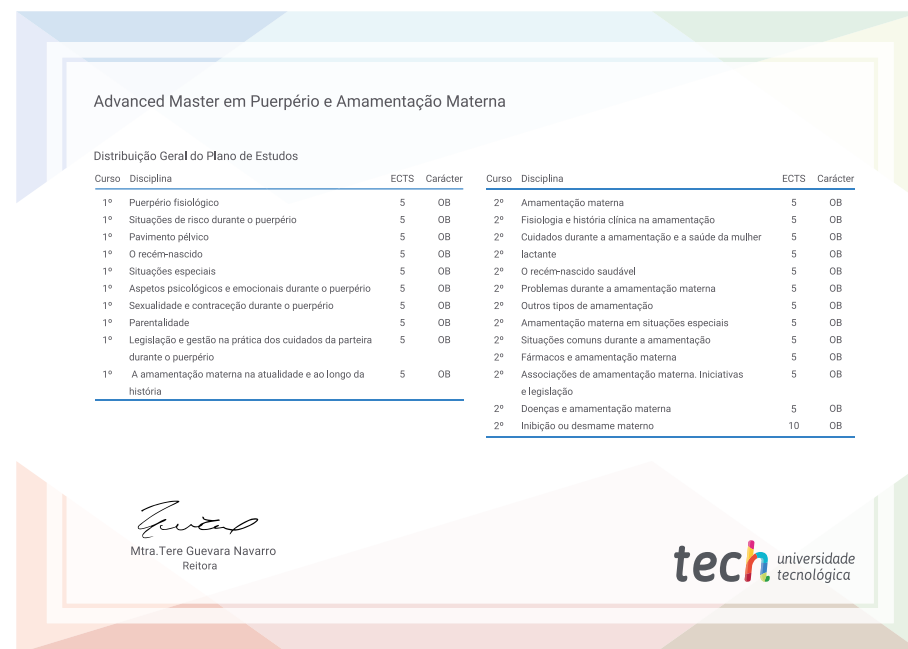 Advanced Master em Puerpério e Amamentação Materna
Distribuição Geral do Plano de Estudos
Curso Disciplina ECTS Carácter
1º Puerpério fisiológico 5 OB
1º Situações de risco durante o puerpério 5 OB
1º Pavimento pélvico 5 OB
1º O recém-nascido 5 OB
1º Situações especiais 5 OB
1º Aspetos psicológicos e emocionais durante o puerpério 5 OB
1º Sexualidade e contraceção durante o puerpério 5 OB
1º Parentalidade 5 OB
1º Legislação e gestão na prática dos cuidados da parteira 5 OB
durante o puerpério
1º A amamentação materna na atualidade e ao longo da 5 OB
história
Curso Disciplina ECTS Carácter
2º Amamentação materna 5 OB
2º Fisiologia e história clínica na amamentação 5 OB
2º Cuidados durante a amamentação e a saúde da mulher 5 OB
2º lactante 5 OB
2º O recém-nascido saudável 5 OB
2º Problemas durante a amamentação materna 5 OB
2º Outros tipos de amamentação 5 OB
2º Amamentação materna em situações especiais 5 OB
2º Situações comuns durante a amamentação 5 OB
2º Fármacos e amamentação materna 5 OB
2º Associações de amamentação materna. Iniciativas 5 OB
e legislação
2º Doenças e amamentação materna 5 OB
2º Inibição ou desmame materno 10 OB
Mtra.Tere Guevara Navarro
Reitora
tech universidade
tecnológica